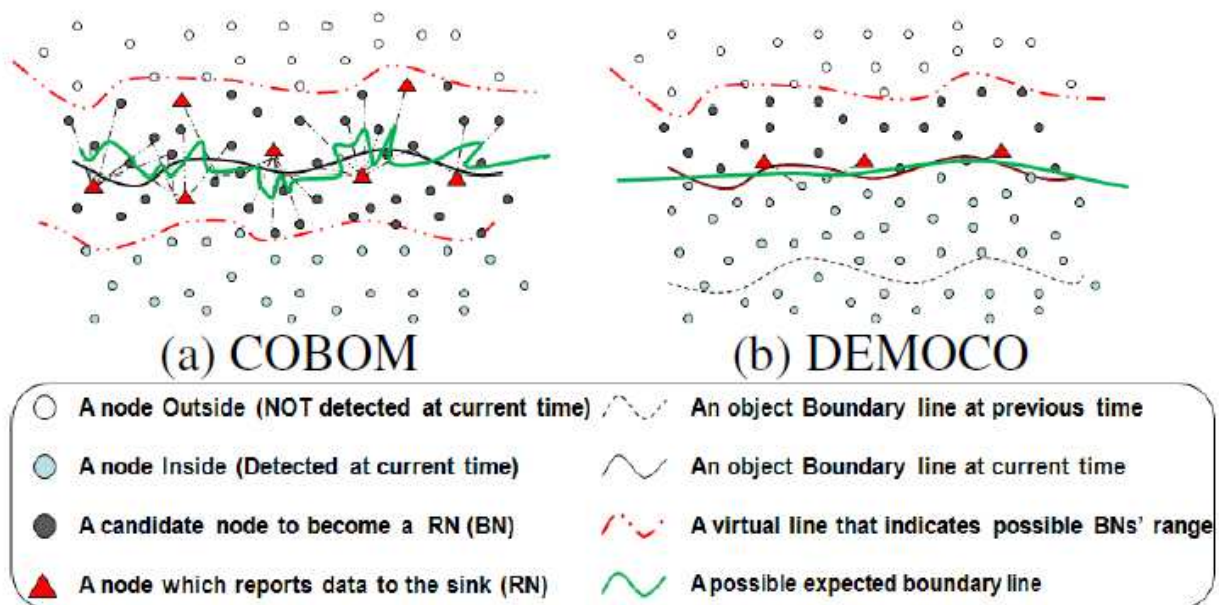 (a) COBOM
(b) DEMOCO
A node Outside (NOT detected at current time)
A node Inside (Detected at current time)
A candidate node to become a RN (BN)
A node which reports data to the sink (RN)
An object Boundary line at previous time
An object Boundary line at current time
A virtual line that indicates possible BNs' range
A possible expected boundary line